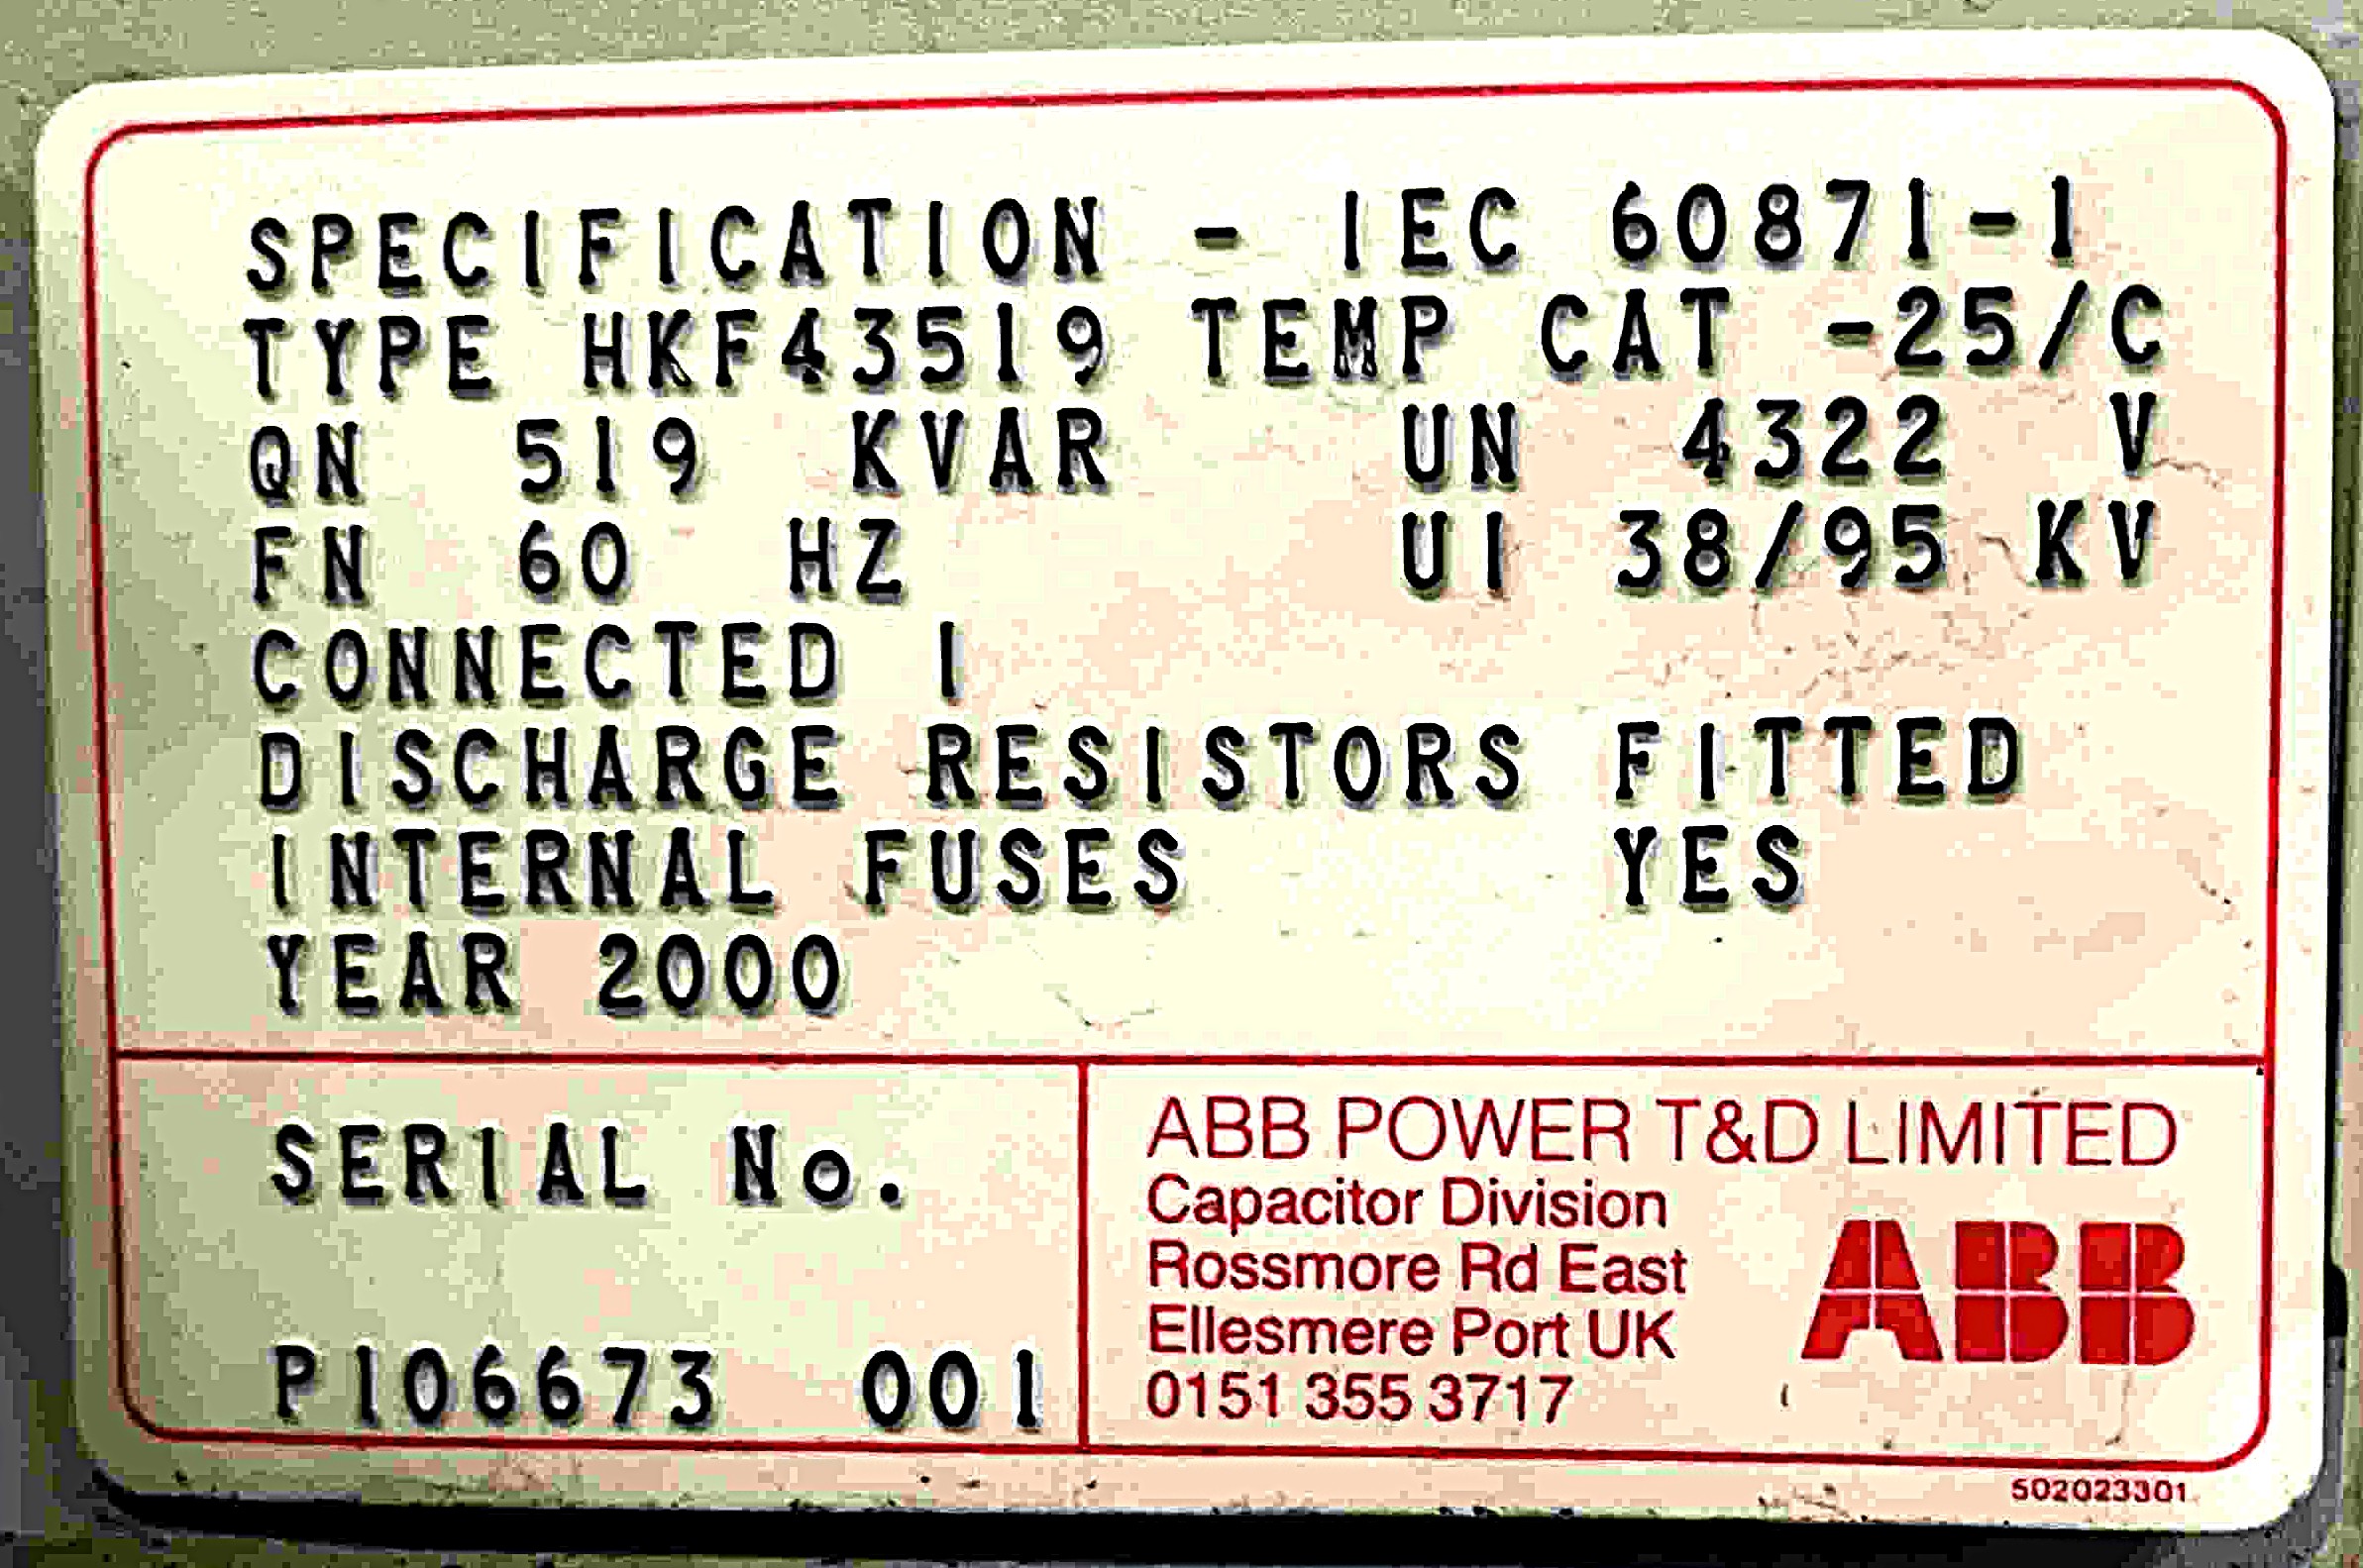 SPECIFICATION - IEC 60871-1
TYPE HKF43519 TEMP CAT -25/C
QN 519 KVAR UN 4322 V
FN 60 HZ UI 38/95 KV
CONNECTED I
DISCHARGE RESISTORS FITTED
INTERNAL FUSES YES
YEAR 2000
SERIAL No.
P106673 001
ABB POWER T&D LIMITED
Capacitor Division
Rossmore Rd East
Ellesmere Port UK
0151 355 3717
ABB
502023301